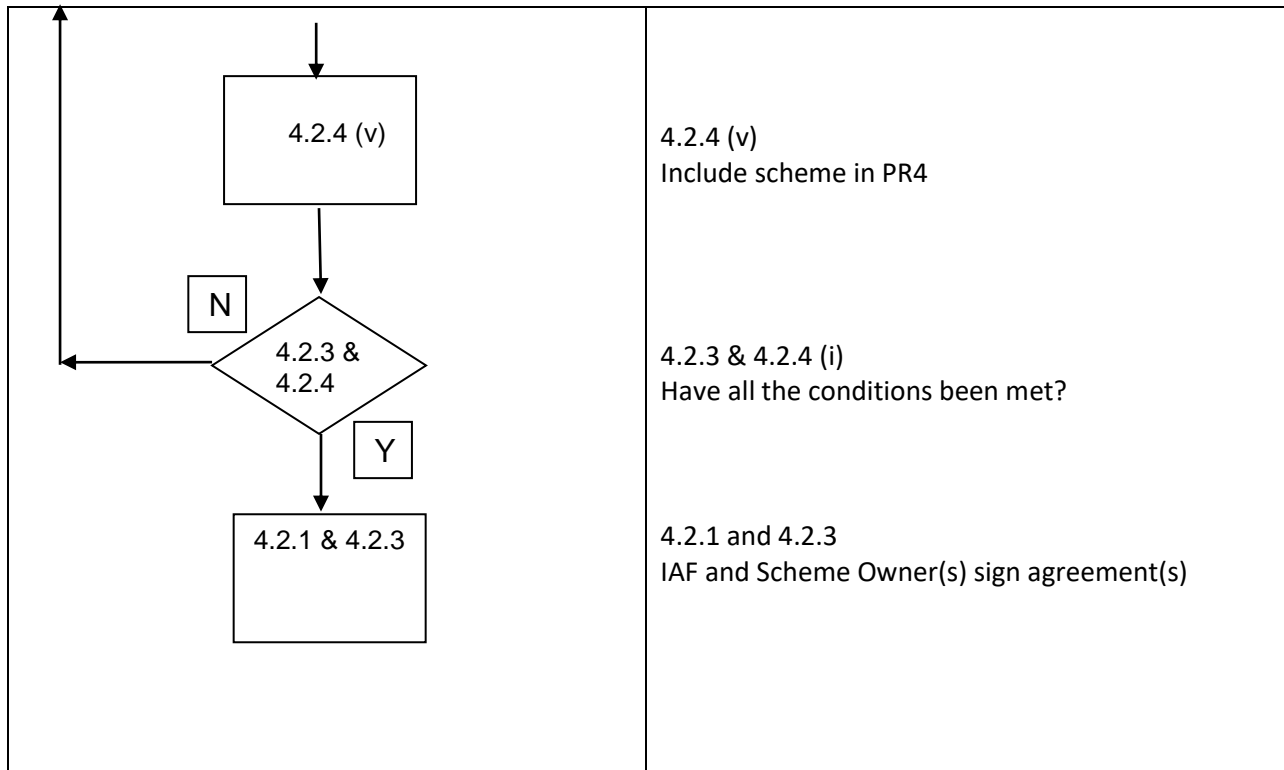 4.2.4 (v)
4.2.4 (v)
Include scheme in PR4
N
4.2.3 &
4.2.4
4.2.3 & 4.2.4 (i)
Have all the conditions been met?
Y
4.2.1 & 4.2.3
4.2.1 and 4.2.3
IAF and Scheme Owner(s) sign agreement(s)